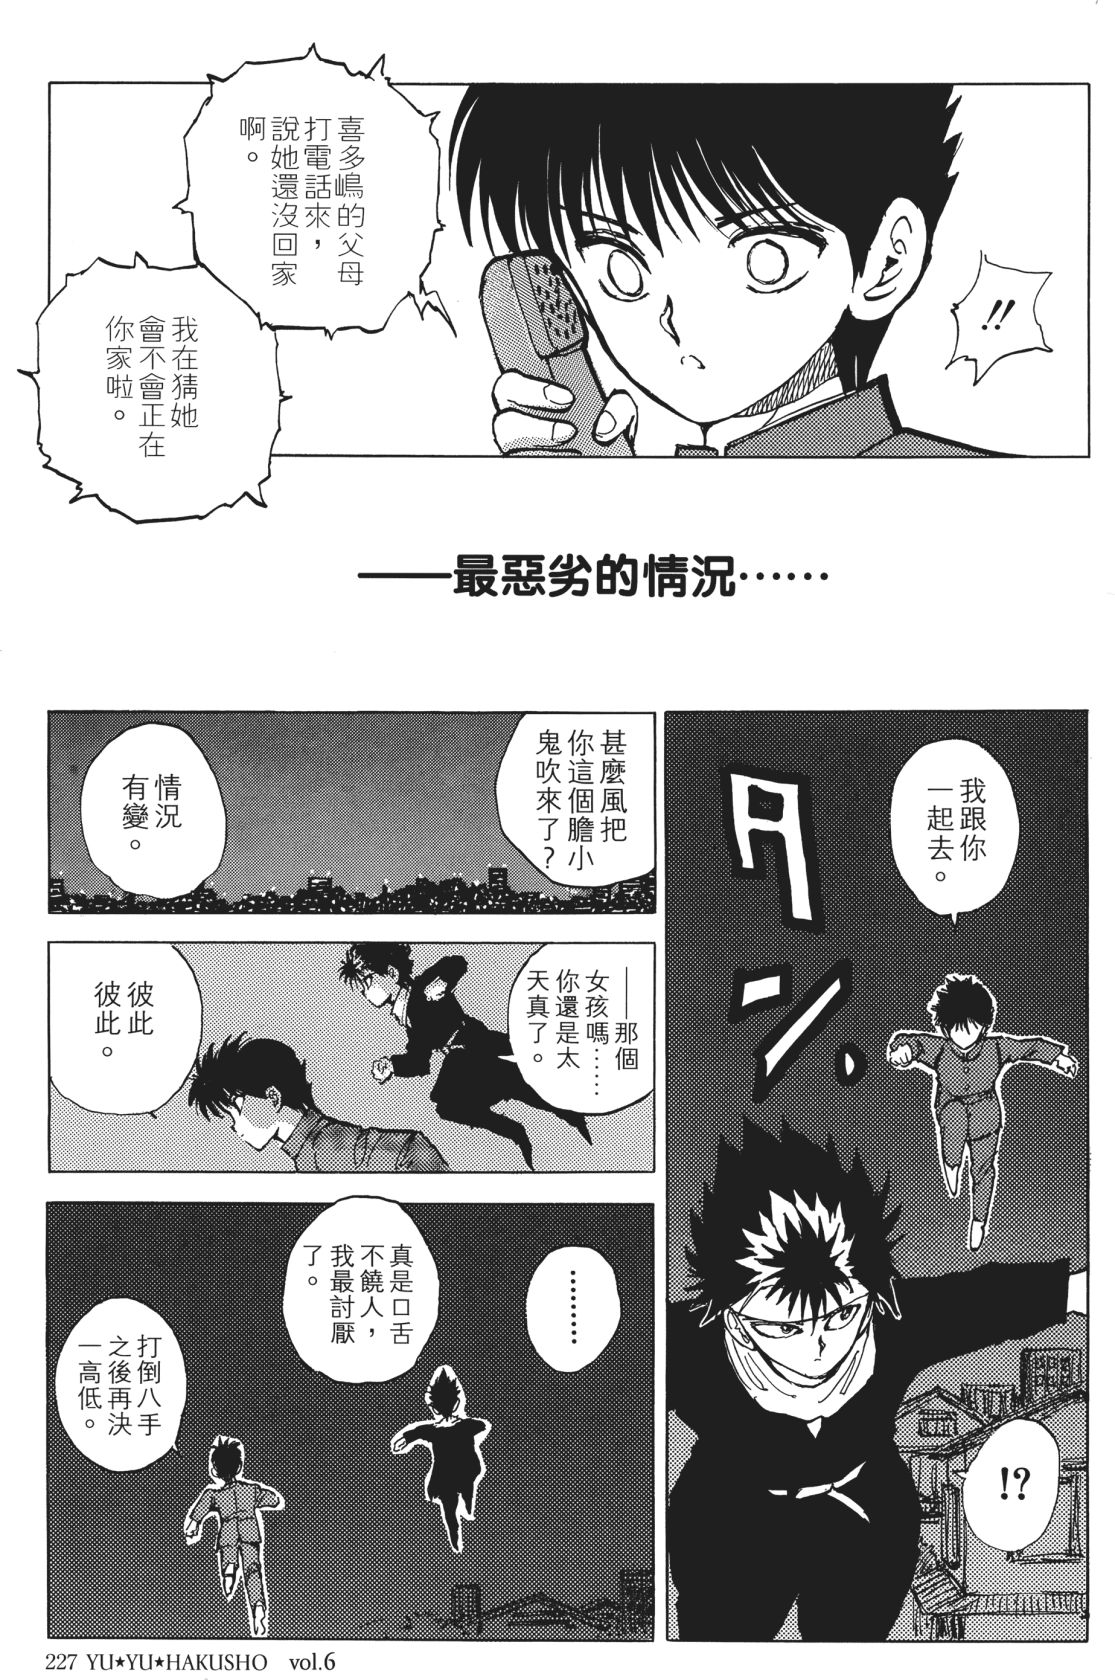 喜多嶋的父母
打電話來，
說她還沒回家
啊。
!!
我在猜她
會不會正在
你家啦。
——最惡劣的情況……
我跟你
一起去。
タン。
!?
甚麼風把
你這個膽小
鬼吹來了？
情況
有變。
——那個
女孩嗎……
你還是太
天真了。
彼此
彼此。
………
真是口舌
不饒人，
我最討厭
了。
打倒八手
之後再決
一高低。
227 YU★YU★HAKUSHO vol.6